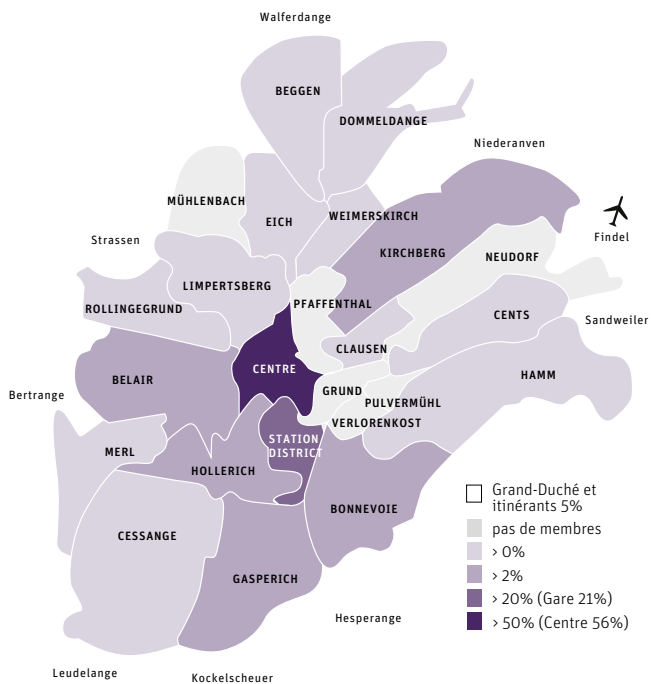 Walferdange
BEGGEN
DOMMELDANGE
Niederanven
MÜHLENBACH
EICH
WEIMERSKIRCH
Findel
Strassen
KIRCHBERG
NEUDORF
LIMPERTSBERG
PFAFFENTHAL
ROLLINGEGRUND
CENTS
Sandweiler
CLAUSEN
CENTRE
HAMM
BELAIR
GRUND
Bertrange
PULVERMÜHL
VERLORENKOST
STATION
DISTRICT
MERL
HOLLERICH
BONNEVOIE
CESSANGE
GASPERICH
Hesperange
Leudelange
Kockelscheuer
Grand-Duché et
itinérants 5%
pas de membres
> 0%
> 2%
> 20% (Gare 21%)
> 50% (Centre 56%)